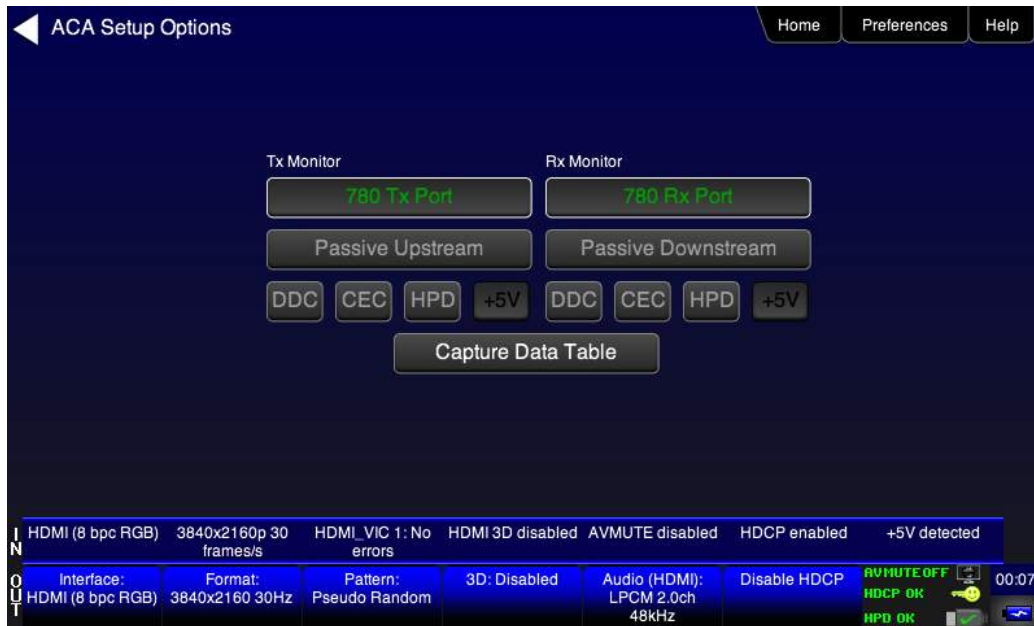 ACA Setup Options
Home
Preferences
Help
Tx Monitor
Rx Monitor
780 Tx Port
780 Rx Port
Passive Upstream
Passive Downstream
DDC
CEC
HPD
+5V
DDC
CEC
HPD
+5V
Capture Data Table
IN
HDMI (8 bpc RGB)
3840x2160p 30
frames/s
HDMI_VIC 1: No
errors
HDMI 3D disabled
AVMUTE disabled
HDCP enabled
+5V detected
OUT
Interface:
HDMI (8 bpc RGB)
Format:
3840x2160 30Hz
Pattern:
Pseudo Random
3D: Disabled
Audio (HDMI):
LPCM 2.0ch
48kHz
Disable HDCP
AVMUTE OFF
HDCP OK
HPD OK
00:07